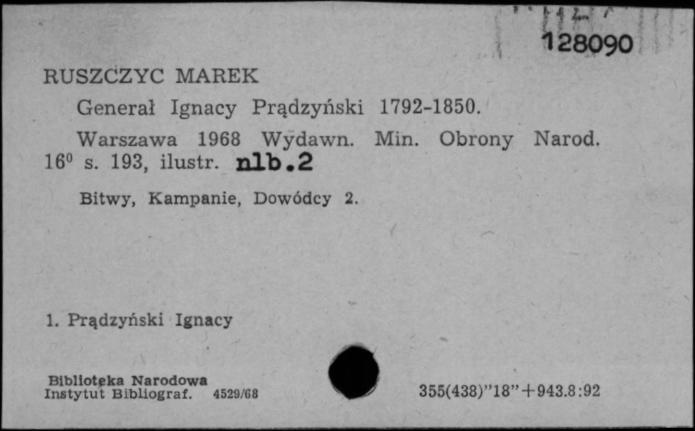 128090
RUSZCZYC MAREK
Generał Ignacy Prądzyński 1792-1850.
Warszawa 1968 Wydawn. Min. Obrony Narod.
16⁰ s. 193, ilustr. nlb.2
Bitwy, Kampanie, Dowódcy 2.
1. Prądzyński Ignacy
Biblioteka Narodowa
Instytut Bibliograf. 4529/68
355(438)"18"+943.8:92